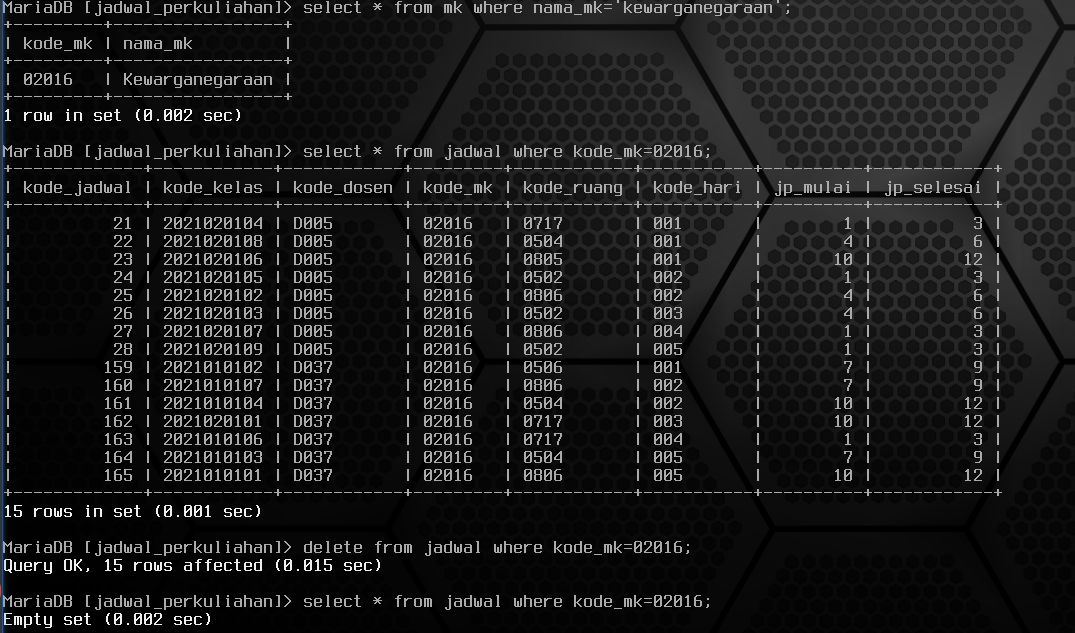 MariaDB [jadwal_perkuliahan]> select * from mk where nama_mk='kewarganegaraan';
+---------+-----------------+
| kode_mk | nama_mk         |
+---------+-----------------+
| 02016   | Kewarganegaraan |
+---------+-----------------+
1 row in set (0.002 sec)
MariaDB [jadwal_perkuliahan]> select * from jadwal where kode_mk=02016;
+-------------+------------+------------+---------+------------+-----------+----------+------------+
| kode_jadwal | kode_kelas | kode_dosen | kode_mk | kode_ruang | kode_hari | jp_mulai | jp_selesai |
+-------------+------------+------------+---------+------------+-----------+----------+------------+
|          21 | 2021020104 | D005       | 02016   | 0717       | 001       |        1 |          3 |
|          22 | 2021020108 | D005       | 02016   | 0504       | 001       |        4 |          6 |
|          23 | 2021020106 | D005       | 02016   | 0805       | 001       |       10 |         12 |
|          24 | 2021020105 | D005       | 02016   | 0502       | 002       |        1 |          3 |
|          25 | 2021020102 | D005       | 02016   | 0806       | 002       |        4 |          6 |
|          26 | 2021020103 | D005       | 02016   | 0502       | 003       |        4 |          6 |
|          27 | 2021020107 | D005       | 02016   | 0806       | 004       |        1 |          3 |
|          28 | 2021020109 | D005       | 02016   | 0502       | 005       |        1 |          3 |
|         159 | 2021010102 | D037       | 02016   | 0506       | 001       |        7 |          9 |
|         160 | 2021010107 | D037       | 02016   | 0806       | 002       |        7 |          9 |
|         161 | 2021010104 | D037       | 02016   | 0504       | 002       |       10 |         12 |
|         162 | 2021020101 | D037       | 02016   | 0717       | 003       |       10 |         12 |
|         163 | 2021010106 | D037       | 02016   | 0717       | 004       |        1 |          3 |
|         164 | 2021010103 | D037       | 02016   | 0504       | 005       |        7 |          9 |
|         165 | 2021010101 | D037       | 02016   | 0806       | 005       |       10 |         12 |
+-------------+------------+------------+---------+------------+-----------+----------+------------+
15 rows in set (0.001 sec)
MariaDB [jadwal_perkuliahan]> delete from jadwal where kode_mk=02016;
Query OK, 15 rows affected (0.015 sec)
MariaDB [jadwal_perkuliahan]> select * from jadwal where kode_mk=02016;
Empty set (0.002 sec)